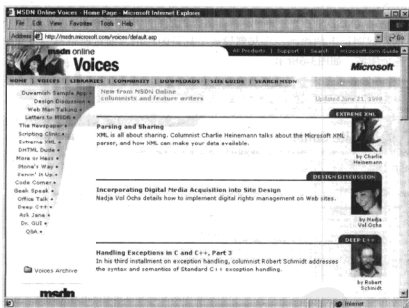 MSDN Online Voices - Home Page - Microsoft Internet Explorer
File Edit View Favorites Tools Help
Address http://msdn.microsoft.com/voices/default.asp Go
All Products | Support | Search | microsoft.com Guide
msdn online
Voices
Microsoft
HOME | VOICES | LIBRARIES | COMMUNITY | DOWNLOADS | SITE GUIDE | SEARCH MSDN
Duwamish Sample App
Design Discussion
Web Men Talking
Letters to MSDN
The Newspaper
Scripting Clinic
Extreme XML
DHTML Dude
More or Hess
Stone's Way
Servin' It Up
Code Corner
Geek Speak
Office Talk
Deep C++
Ask Jane
Dr. GUI
Q&A
Voices Archive
msdn
New from MSDN Online
columnists and feature writers
Updated June 21, 1999
EXTREME XML
Parsing and Sharing
XML is all about sharing. Columnist Charlie Heinemann talks about the Microsoft XML
parser, and how XML can make your data available.
by Charlie
Heinemann
DESIGN DISCUSSION
Incorporating Digital Media Acquisition into Site Design
Nadja Vol Ochs details how to implement digital rights management on Web sites.
by Nadja
Vol Ochs
DEEP C++
Handling Exceptions in C and C++, Part 3
In his third installment on exception handling, columnist Robert Schmidt addresses
the syntax and semantics of Standard C++ exception handling.
by Robert
Schmidt
Internet